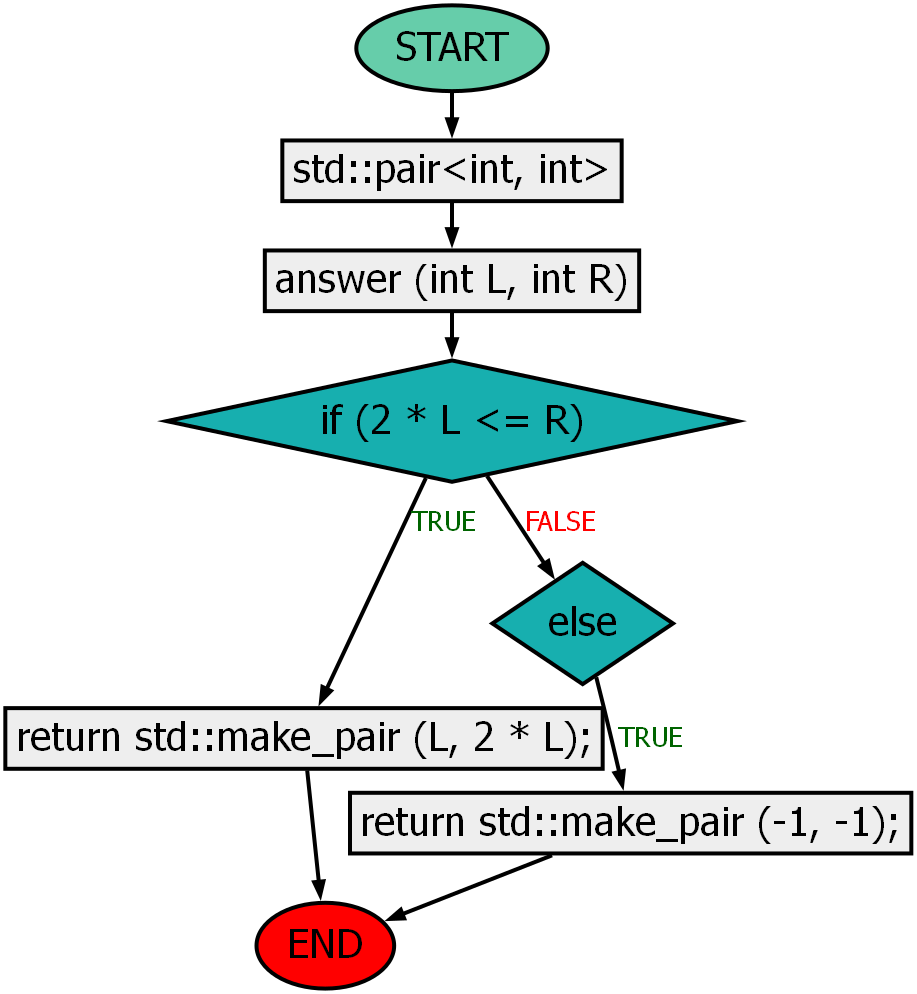 START
std::pair<int, int>
answer (int L, int R)
if (2 * L <= R)
TRUE
FALSE
else
return std::make_pair (L, 2 * L);
TRUE
return std::make_pair (-1, -1);
END